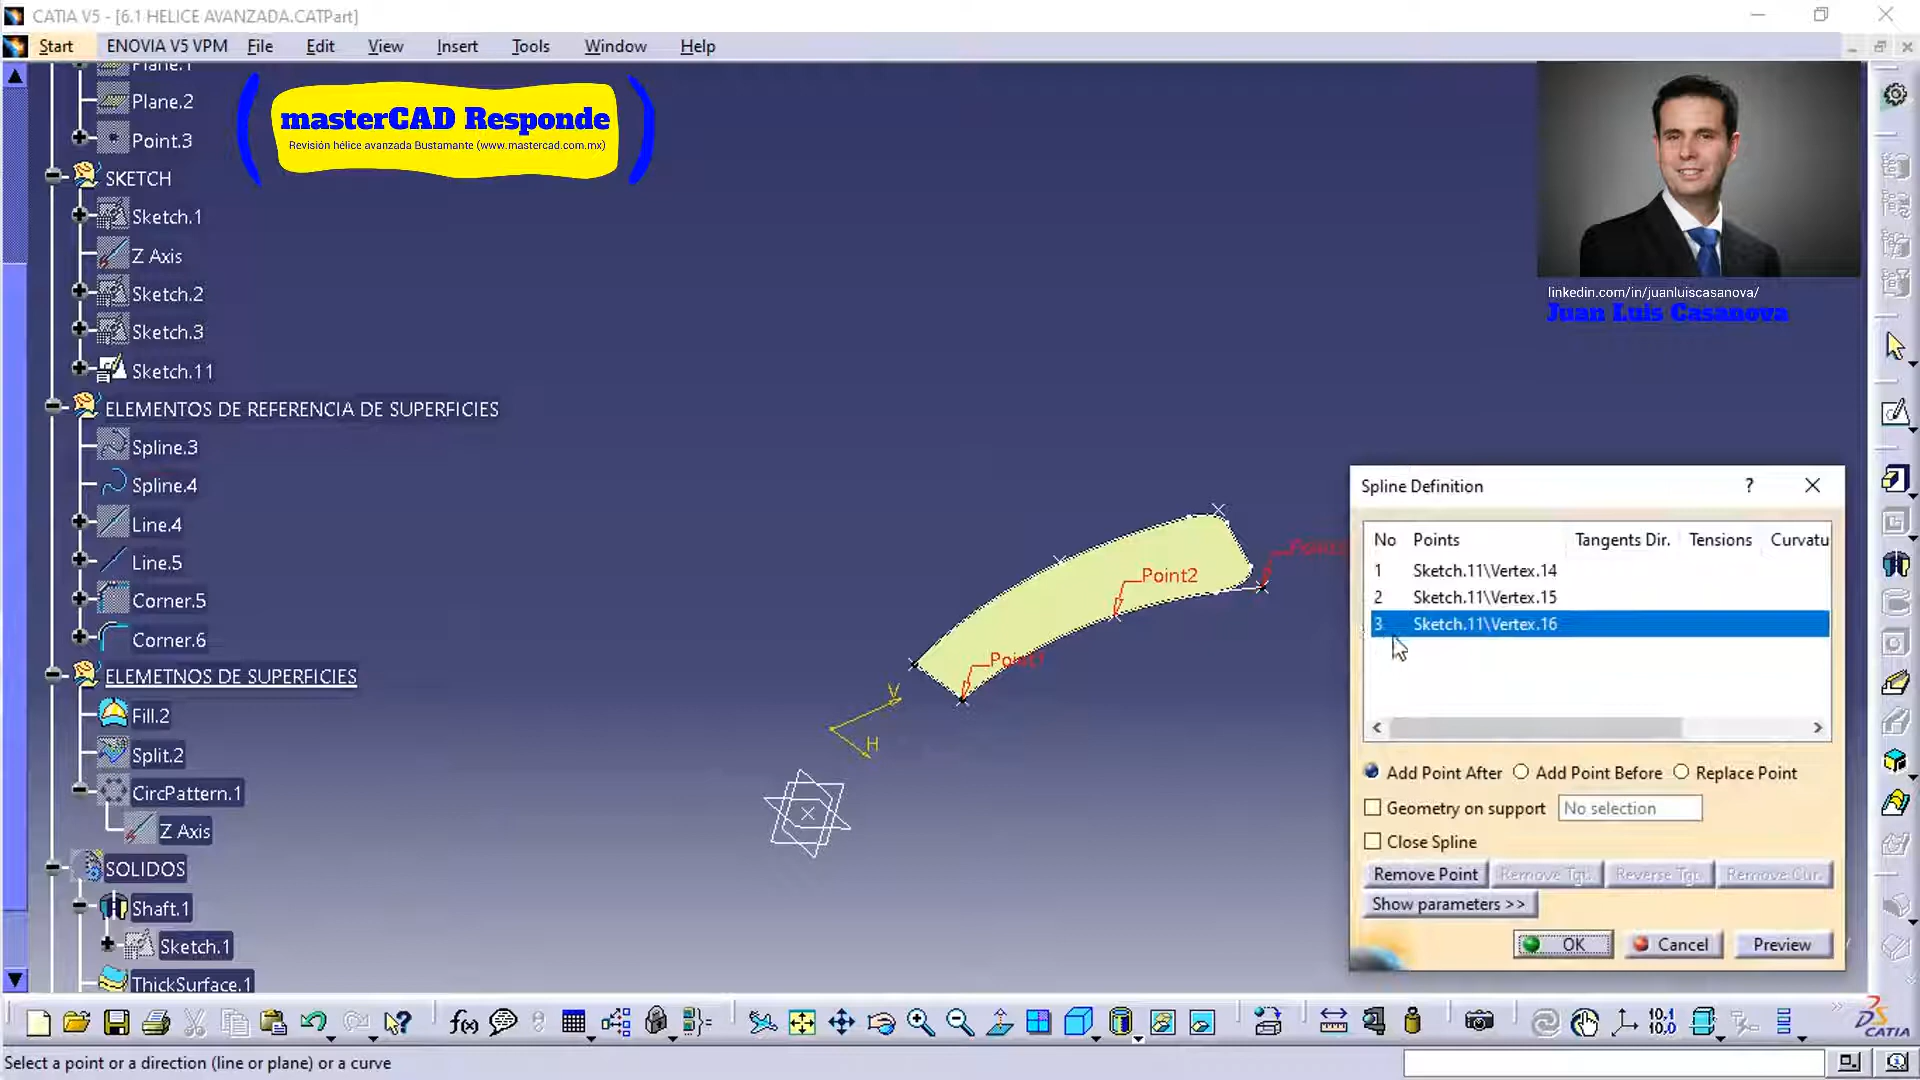 CATIA V5 - [6.1 HELICE AVANZADA.CATPart]
Start ENOVIA V5 VPM File Edit View Insert Tools Window Help
Plane.1
Plane.2
Point.3
SKETCH
Sketch.1
Z Axis
Sketch.2
Sketch.3
Sketch.11
ELEMENTOS DE REFERENCIA DE SUPERFICIES
Spline.3
Spline.4
Line.4
Line.5
Corner.5
Corner.6
ELEMETNOS DE SUPERFICIES
Fill.2
Split.2
CircPattern.1
Z Axis
SOLIDOS
Shaft.1
Sketch.1
ThickSurface.1
masterCAD Responde
Revisión hélice avanzada Bustamante (www.mastercad.com.mx)
linkedin.com/in/juanluiscasanova/
Juan Luis Casanova
Point2
Point1
V
H
Spline Definition ?
No Points Tangents Dir. Tensions Curvatu
1 Sketch.11\Vertex.14
2 Sketch.11\Vertex.15
3 Sketch.11\Vertex.16
Add Point After Add Point Before Replace Point
Geometry on support No selection
Close Spline
Remove Point Remove Tgt. Reverse Tgt. Remove Cur.
Show parameters >>
OK Cancel Preview
f(x)
10,1
10,0
CATIA
Select a point or a direction (line or plane) or a curve